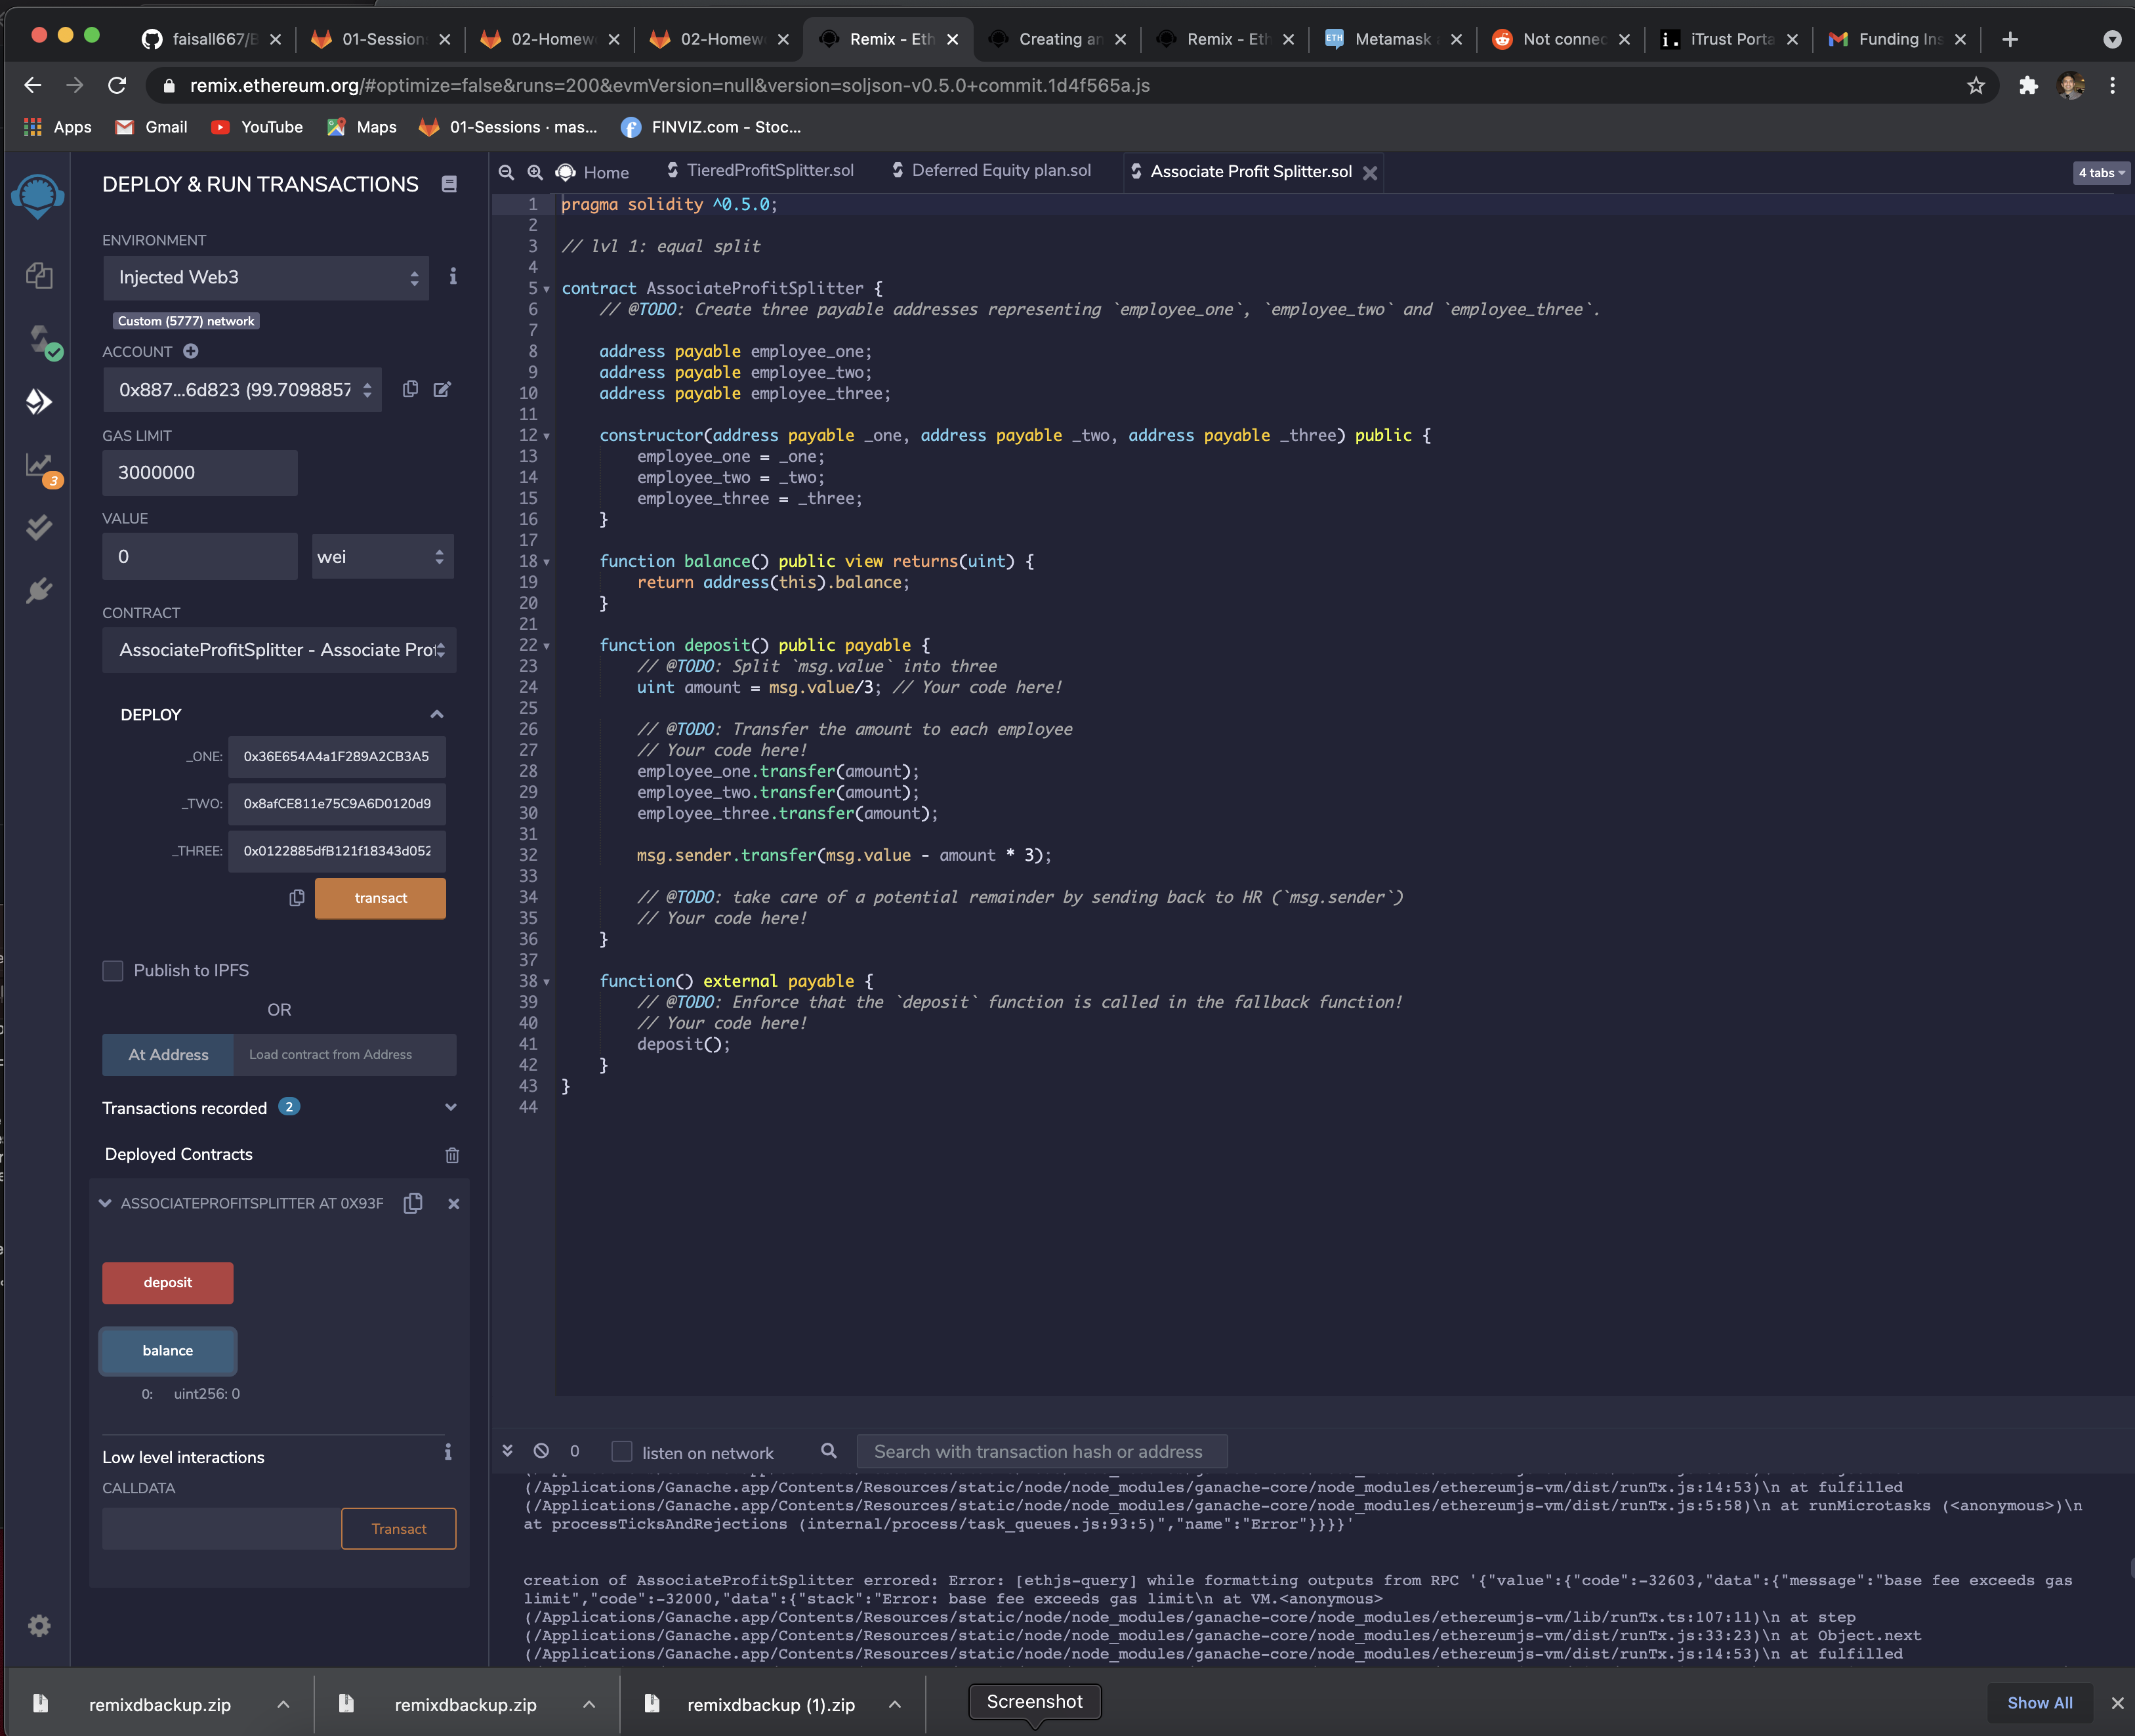 faisall667/B
01-Session
02-Homew
02-Homew
Remix - Eth
Creating an
Remix - Eth
ETH
Metamask
Not connec
i.
iTrust Porta
Funding Ins
remix.ethereum.org/#optimize=false&runs=200&evmVersion=null&version=soljson-v0.5.0+commit.1d4f565a.js
Apps
Gmail
YouTube
Maps
01-Sessions · mas...
FINVIZ.com - Stoc...
DEPLOY & RUN TRANSACTIONS
Home
TieredProfitSplitter.sol
Deferred Equity plan.sol
Associate Profit Splitter.sol
4 tabs
ENVIRONMENT
Injected Web3
Custom (5777) network
ACCOUNT
0x887...6d823 (99.7098857
GAS LIMIT
3000000
3
VALUE
0
wei
CONTRACT
AssociateProfitSplitter - Associate Prof
DEPLOY
_ONE:
0x36E654A4a1F289A2CB3A5
_TWO:
0x8afCE811e75C9A6D0120d9
_THREE:
0x0122885dfB121f18343d052
transact
Publish to IPFS
OR
At Address
Load contract from Address
Transactions recorded 2
Deployed Contracts
ASSOCIATEPROFITSPLITTER AT 0X93F
deposit
balance
0: uint256: 0
Low level interactions
CALLDATA
Transact
1 pragma solidity ^0.5.0;
2
3 // lvl 1: equal split
4
5 contract AssociateProfitSplitter {
6 // @TODO: Create three payable addresses representing `employee_one`, `employee_two` and `employee_three`.
7
8 address payable employee_one;
9 address payable employee_two;
10 address payable employee_three;
11
12 constructor(address payable _one, address payable _two, address payable _three) public {
13 employee_one = _one;
14 employee_two = _two;
15 employee_three = _three;
16 }
17
18 function balance() public view returns(uint) {
19 return address(this).balance;
20 }
21
22 function deposit() public payable {
23 // @TODO: Split `msg.value` into three
24 uint amount = msg.value/3; // Your code here!
25
26 // @TODO: Transfer the amount to each employee
27 // Your code here!
28 employee_one.transfer(amount);
29 employee_two.transfer(amount);
30 employee_three.transfer(amount);
31
32 msg.sender.transfer(msg.value - amount * 3);
33
34 // @TODO: take care of a potential remainder by sending back to HR (`msg.sender`)
35 // Your code here!
36 }
37
38 function() external payable {
39 // @TODO: Enforce that the `deposit` function is called in the fallback function!
40 // Your code here!
41 deposit();
42 }
43 }
44
0
listen on network
Search with transaction hash or address
(/Applications/Ganache.app/Contents/Resources/static/node/node_modules/ganache-core/node_modules/ethereumjs-vm/dist/runTx.js:14:53)\n at fulfilled
(/Applications/Ganache.app/Contents/Resources/static/node/node_modules/ganache-core/node_modules/ethereumjs-vm/dist/runTx.js:5:58)\n at runMicrotasks (<anonymous>)\n
at processTicksAndRejections (internal/process/task_queues.js:93:5)","name":"Error"}}}}'
creation of AssociateProfitSplitter errored: Error: [ethjs-query] while formatting outputs from RPC '{"value":{"code":-32603,"data":{"message":"base fee exceeds gas
limit","code":-32000,"data":{"stack":"Error: base fee exceeds gas limit\n at VM.<anonymous>
(/Applications/Ganache.app/Contents/Resources/static/node/node_modules/ganache-core/node_modules/ethereumjs-vm/lib/runTx.ts:107:11)\n at step
(/Applications/Ganache.app/Contents/Resources/static/node/node_modules/ganache-core/node_modules/ethereumjs-vm/dist/runTx.js:33:23)\n at Object.next
(/Applications/Ganache.app/Contents/Resources/static/node/node_modules/ganache-core/node_modules/ethereumjs-vm/dist/runTx.js:14:53)\n at fulfilled
remixdbackup.zip
remixdbackup.zip
remixdbackup (1).zip
Screenshot
Show All